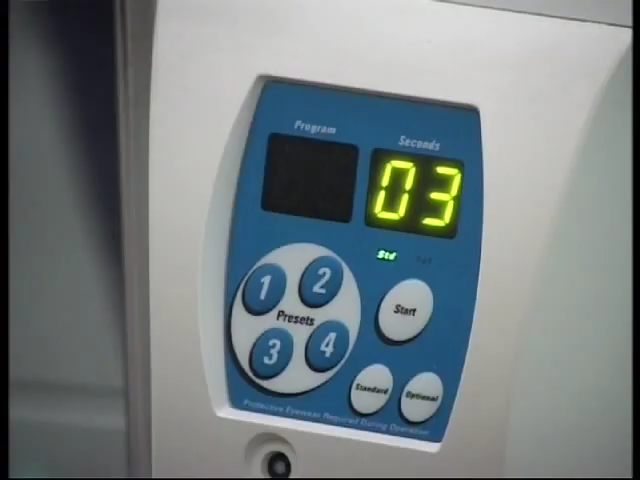 Program
Seconds
03
Std
1
2
Presets
3
4
Start
Standard
Optional
Protective Eyewear Required During Operation